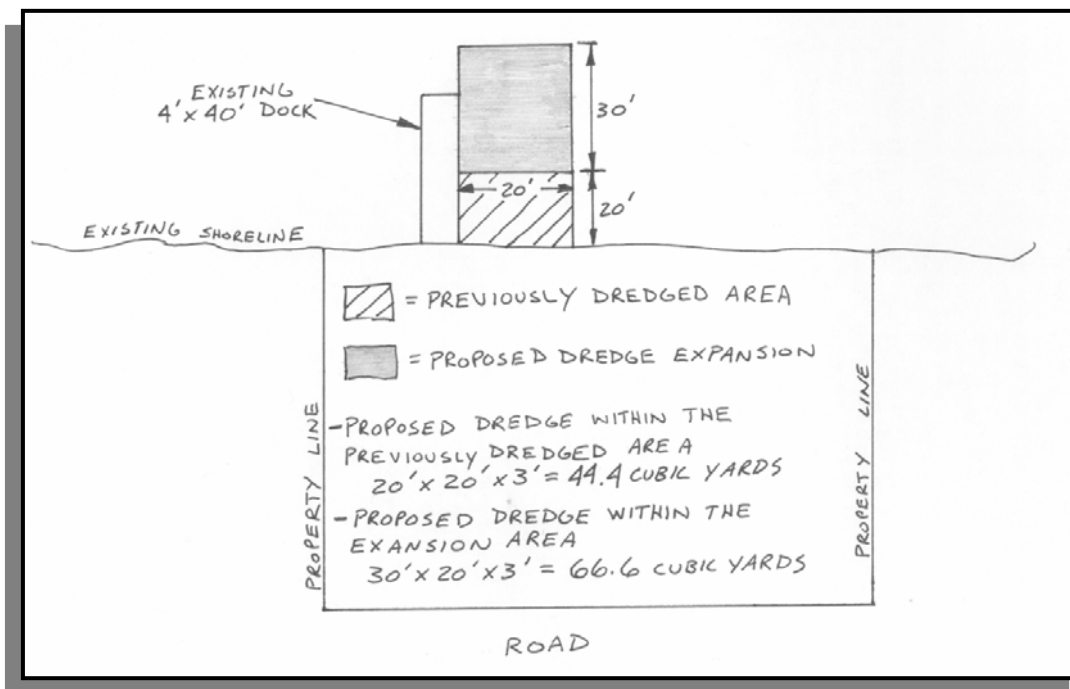 EXISTING
4'x40' DOCK
30'
20'
20'
EXISTING SHORELINE
= PREVIOUSLY DREDGED AREA
= PROPOSED DREDGE EXPANSION
PROPERTY LINE
PROPERTY LINE
-PROPOSED DREDGE WITHIN THE
PREVIOUSLY DREDGED AREA
20'x 20'x 3' = 44.4 CUBIC YARDS
-PROPOSED DREDGE WITHIN THE
EXANSION AREA
30'x 20'x 3' = 66.6 CUBIC YARDS
ROAD